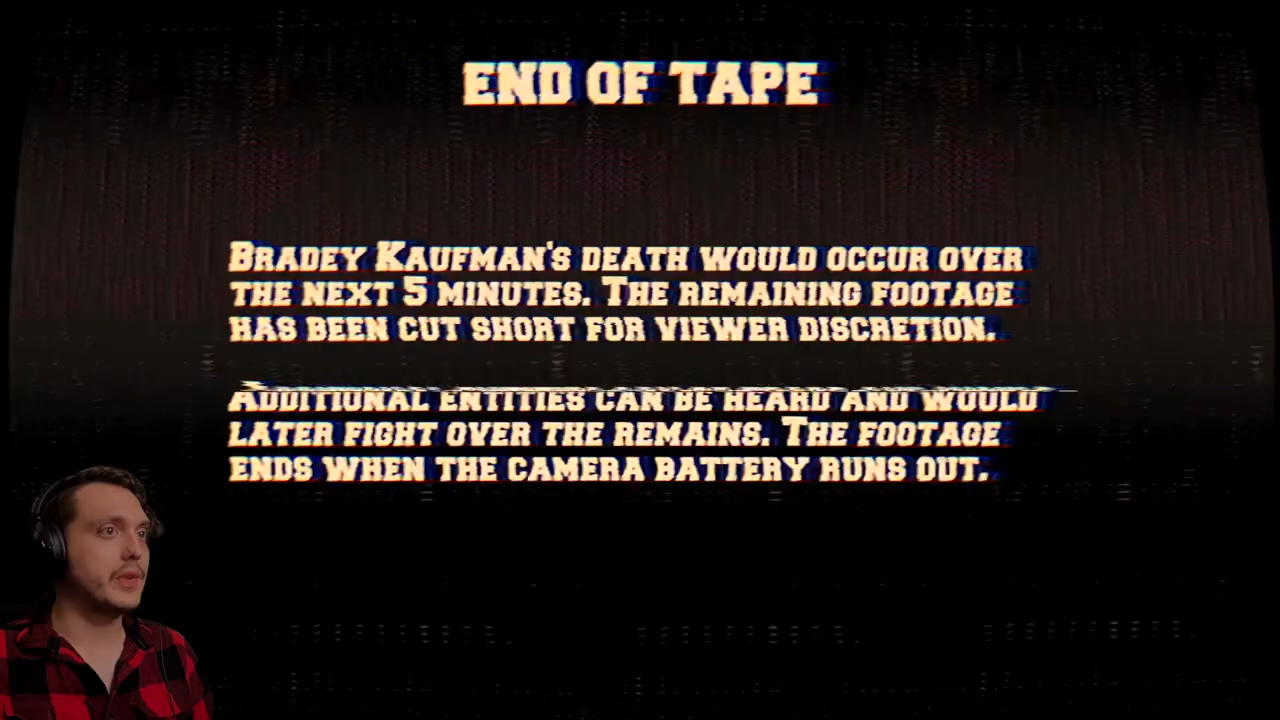 END OF TAPE
BRADEY KAUFMAN'S DEATH WOULD OCCUR OVER
THE NEXT 5 MINUTES. THE REMAINING FOOTAGE
HAS BEEN CUT SHORT FOR VIEWER DISCRETION.
ADDITIONAL ENTITIES CAN BE HEARD AND WOULD
LATER FIGHT OVER THE REMAINS. THE FOOTAGE
ENDS WHEN THE CAMERA BATTERY RUNS OUT.